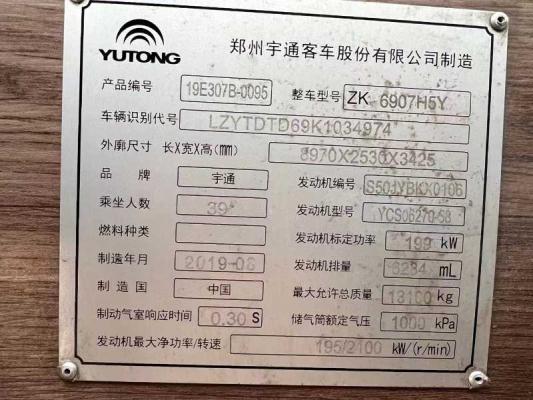 YUTONG 郑州宇通客车股份有限公司制造
产品编号 19E307B-0095 整车型号 ZK 6907H5Y
车辆识别代号 LZYTDTD69K1034974
外廓尺寸 长X宽X高(mm) 8970X2530X3425
品牌 宇通 发动机编号
乘坐人数 39 发动机型号
燃料种类 发动机标定功率 199 kW
制造年月 2019-06 发动机排量 mL
制造国 中国 最大允许总质量 13100 kg
制动气室响应时间 0.30 S 储气筒额定气压 1000 kPa
发动机最大净功率/转速 195/2100 kW/(r/min)